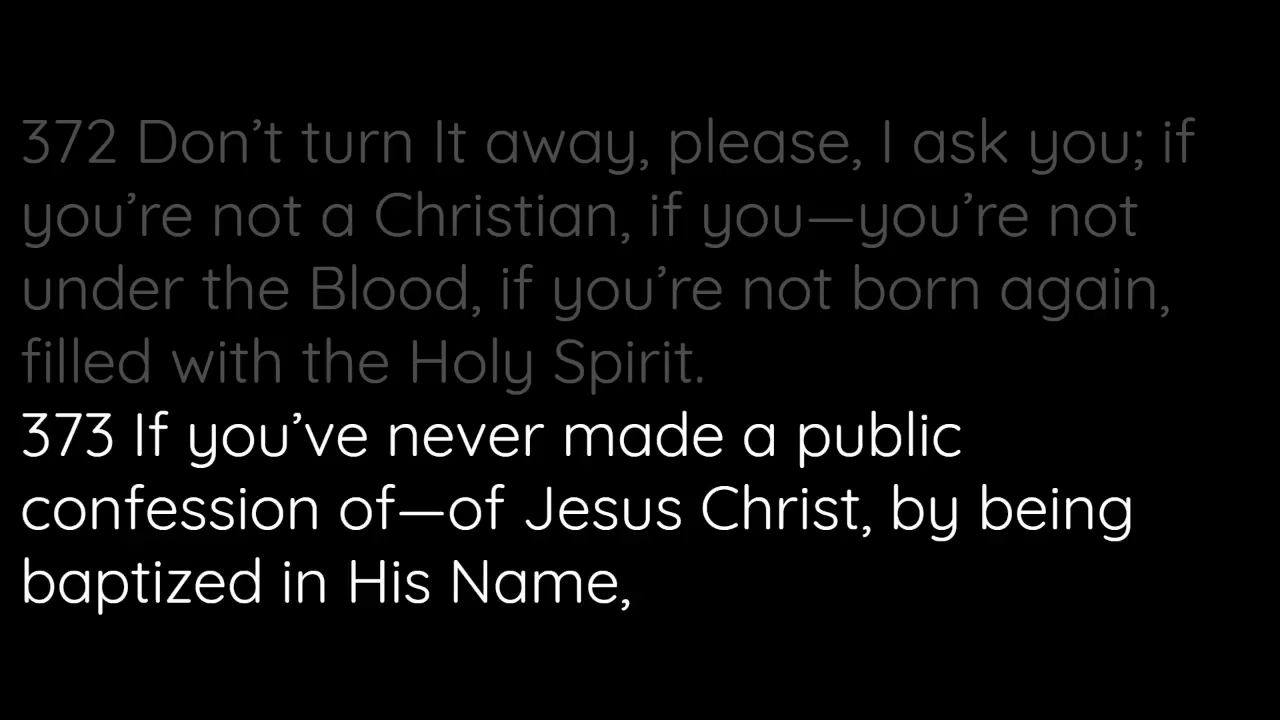 372 Don’t turn It away, please, I ask you; if
you’re not a Christian, if you—you’re not
under the Blood, if you’re not born again,
filled with the Holy Spirit.
373 If you’ve never made a public
confession of—of Jesus Christ, by being
baptized in His Name,